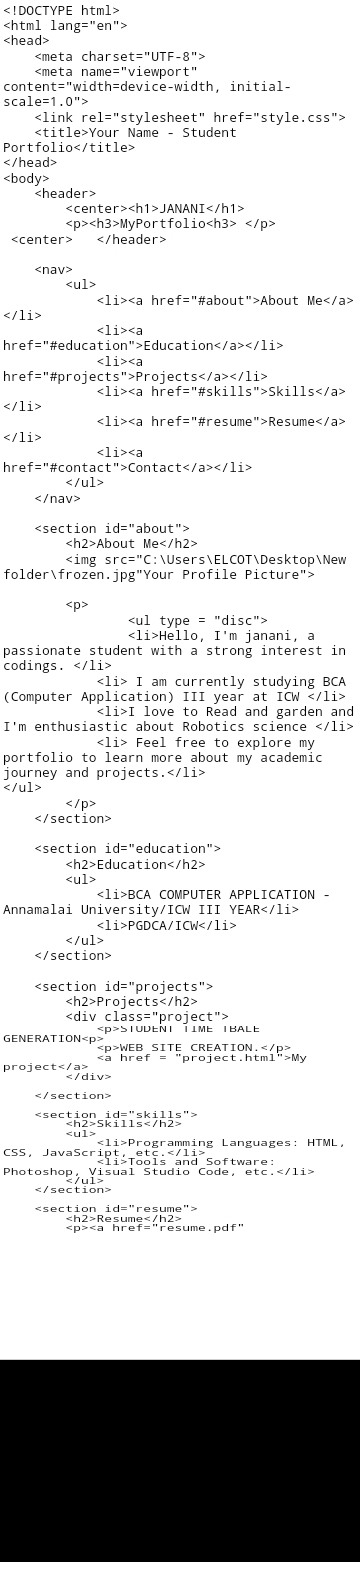 <!DOCTYPE html>
<html lang="en">
<head>
    <meta charset="UTF-8">
    <meta name="viewport"
content="width=device-width, initial-
scale=1.0">
    <link rel="stylesheet" href="style.css">
    <title>Your Name - Student
Portfolio</title>
</head>
<body>
    <header>
        <center><h1>JANANI</h1>
        <p><h3>MyPortfolio<h3> </p>
 <center>   </header>

    <nav>
        <ul>
            <li><a href="#about">About Me</a>
</li>
            <li><a
href="#education">Education</a></li>
            <li><a
href="#projects">Projects</a></li>
            <li><a href="#skills">Skills</a>
</li>
            <li><a href="#resume">Resume</a>
</li>
            <li><a
href="#contact">Contact</a></li>
        </ul>
    </nav>

    <section id="about">
        <h2>About Me</h2>
        <img src="C:\Users\ELCOT\Desktop\New
folder\frozen.jpg"Your Profile Picture">

        <p>
                <ul type = "disc">
                <li>Hello, I'm janani, a
passionate student with a strong interest in
codings. </li>
            <li> I am currently studying BCA
(Computer Application) III year at ICW </li>
            <li>I love to Read and garden and
I'm enthusiastic about Robotics science </li>
            <li> Feel free to explore my
portfolio to learn more about my academic
journey and projects.</li>
</ul>
        </p>
    </section>

    <section id="education">
        <h2>Education</h2>
        <ul>
            <li>BCA COMPUTER APPLICATION -
Annamalai University/ICW III YEAR</li>
            <li>PGDCA/ICW</li>
        </ul>
    </section>

    <section id="projects">
        <h2>Projects</h2>
        <div class="project">
            <p>STUDENT TIME TBALE
GENERATION<p>
            <p>WEB SITE CREATION.</p>
            <a href = "project.html">My
project</a>
        </div>

    </section>

    <section id="skills">
        <h2>Skills</h2>
        <ul>
            <li>Programming Languages: HTML,
CSS, JavaScript, etc.</li>
            <li>Tools and Software:
Photoshop, Visual Studio Code, etc.</li>
        </ul>
    </section>

    <section id="resume">
        <h2>Resume</h2>
        <p><a href="resume.pdf"